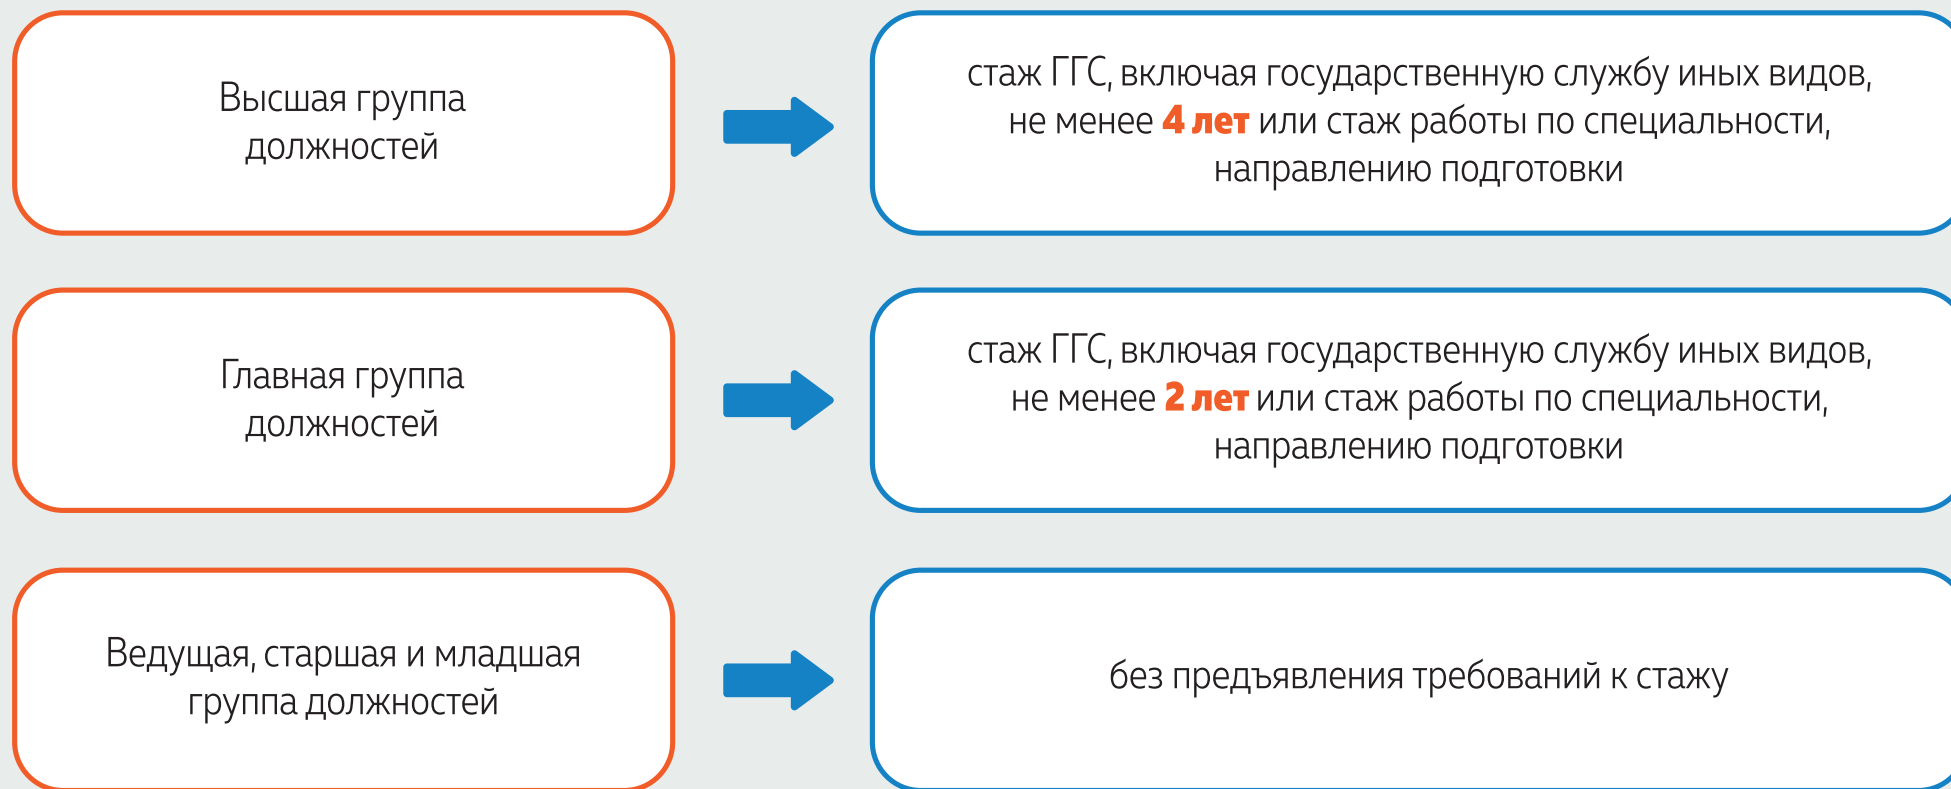 Высшая группа
должностей
стаж ГГС, включая государственную службу иных видов,
не менее 4 лет или стаж работы по специальности,
направлению подготовки
Главная группа
должностей
стаж ГГС, включая государственную службу иных видов,
не менее 2 лет или стаж работы по специальности,
направлению подготовки
Ведущая, старшая и младшая
группа должностей
без предъявления требований к стажу